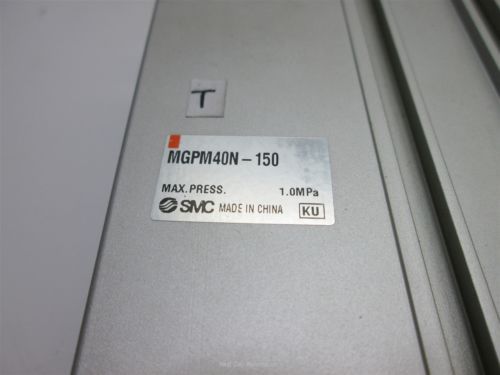 T
MGPM40N-150
MAX. PRESS. 1.0MPa
SMC MADE IN CHINA KU